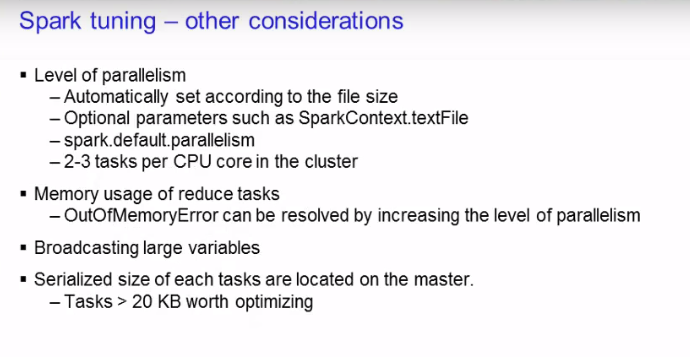 Spark tuning – other considerations
▪ Level of parallelism
– Automatically set according to the file size
– Optional parameters such as SparkContext.textFile
– spark.default.parallelism
– 2-3 tasks per CPU core in the cluster
▪ Memory usage of reduce tasks
– OutOfMemoryError can be resolved by increasing the level of parallelism
▪ Broadcasting large variables
▪ Serialized size of each tasks are located on the master.
– Tasks > 20 KB worth optimizing